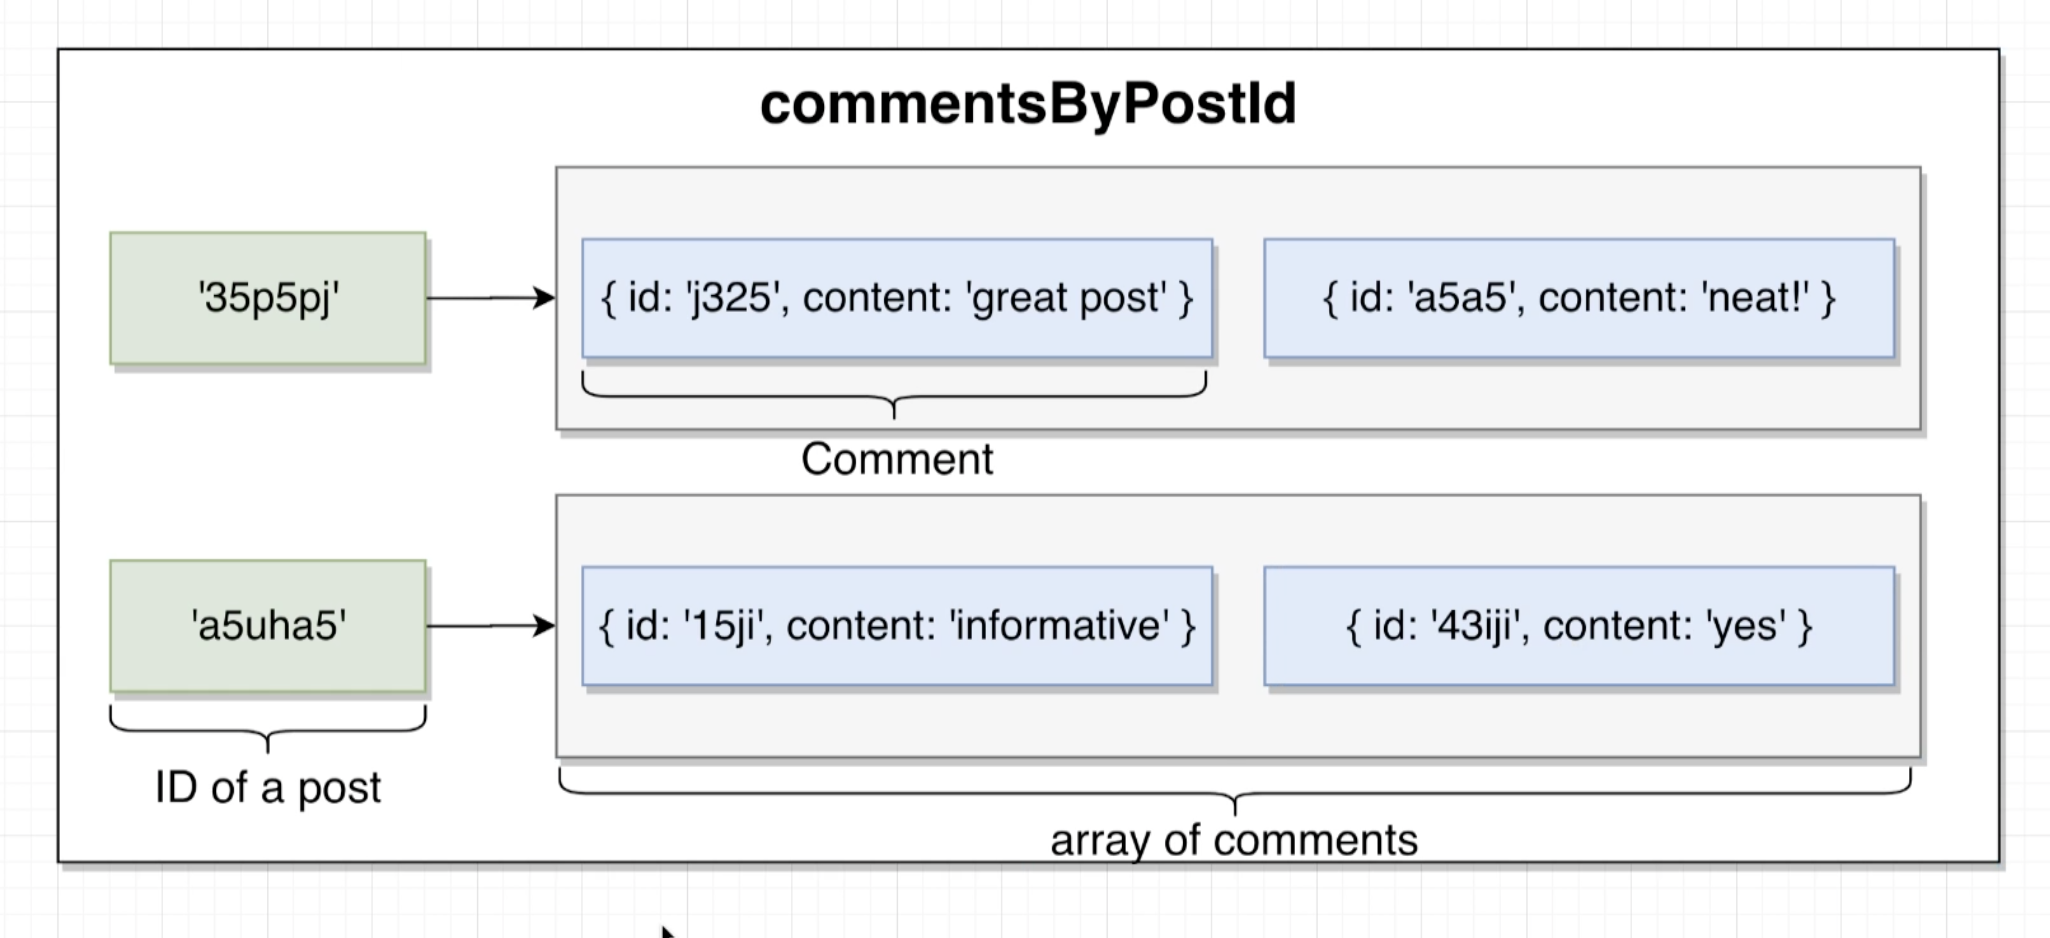 commentsByPostId
'35p5pj'
{ id: 'j325', content: 'great post' }
{ id: 'a5a5', content: 'neat!' }
Comment
'a5uha5'
{ id: '15ji', content: 'informative' }
{ id: '43iji', content: 'yes' }
ID of a post
array of comments